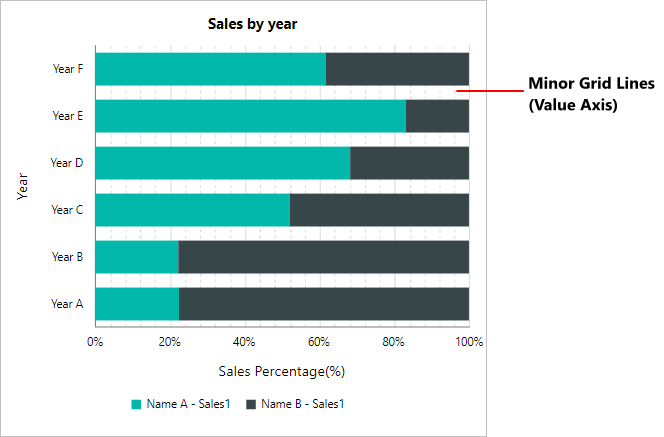 Sales by year
Year F
Minor Grid Lines
(Value Axis)
Year E
Year D
Year
Year C
Year B
Year A
0% 20% 40% 60% 80% 100%
Sales Percentage(%)
Name A - Sales1 Name B - Sales1